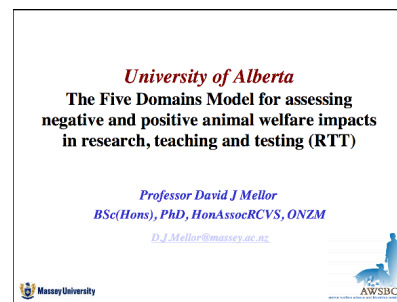 University of Alberta
The Five Domains Model for assessing
negative and positive animal welfare impacts
in research, teaching and testing (RTT)
Professor David J Mellor
BSc(Hons), PhD, HonAssocRCVS, ONZM
D.J.Mellor@massey.ac.nz
Massey University
AWSBC